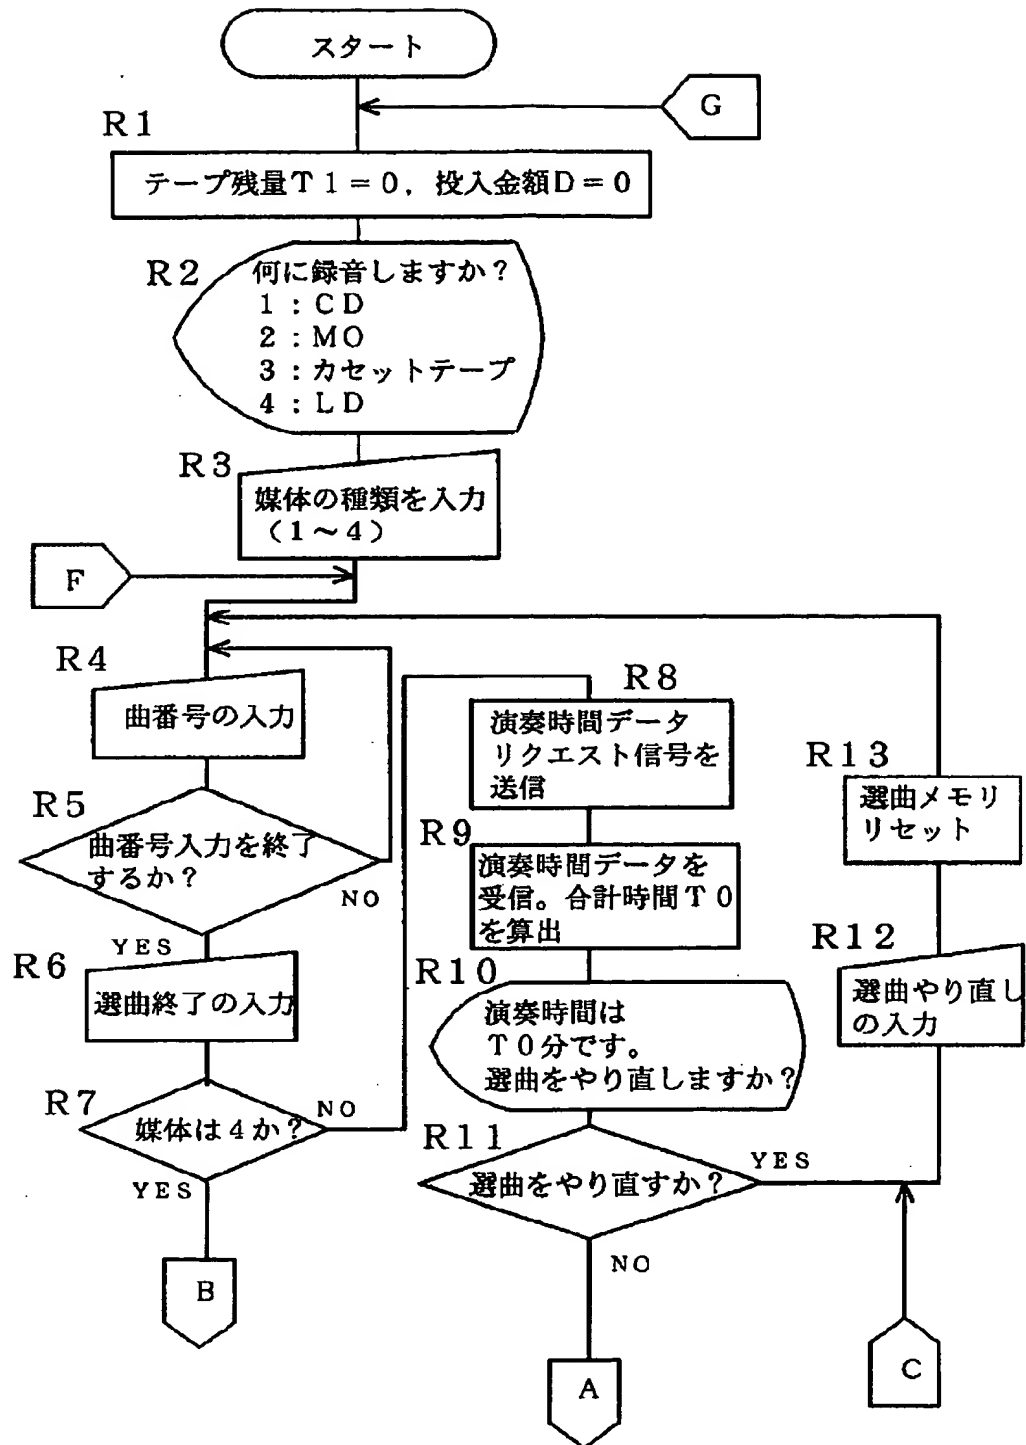 スタート
G
R1
テープ残量T1=0, 投入金額D=0
R2
何に録音しますか?
1:CD
2:MO
3:カセットテープ
4:LD
R3
媒体の種類を入力
(1~4)
F
R4
曲番号の入力
R5
曲番号入力を終了
するか?
NO
YES
R6
選曲終了の入力
R7
媒体は4か?
NO
YES
B
R8
演奏時間データ
リクエスト信号を
送信
R9
演奏時間データを
受信。合計時間T0
を算出
R10
演奏時間は
T0分です。
選曲をやり直しますか?
R11
選曲をやり直すか?
YES
NO
A
R13
選曲メモリ
リセット
R12
選曲やり直し
の入力
C